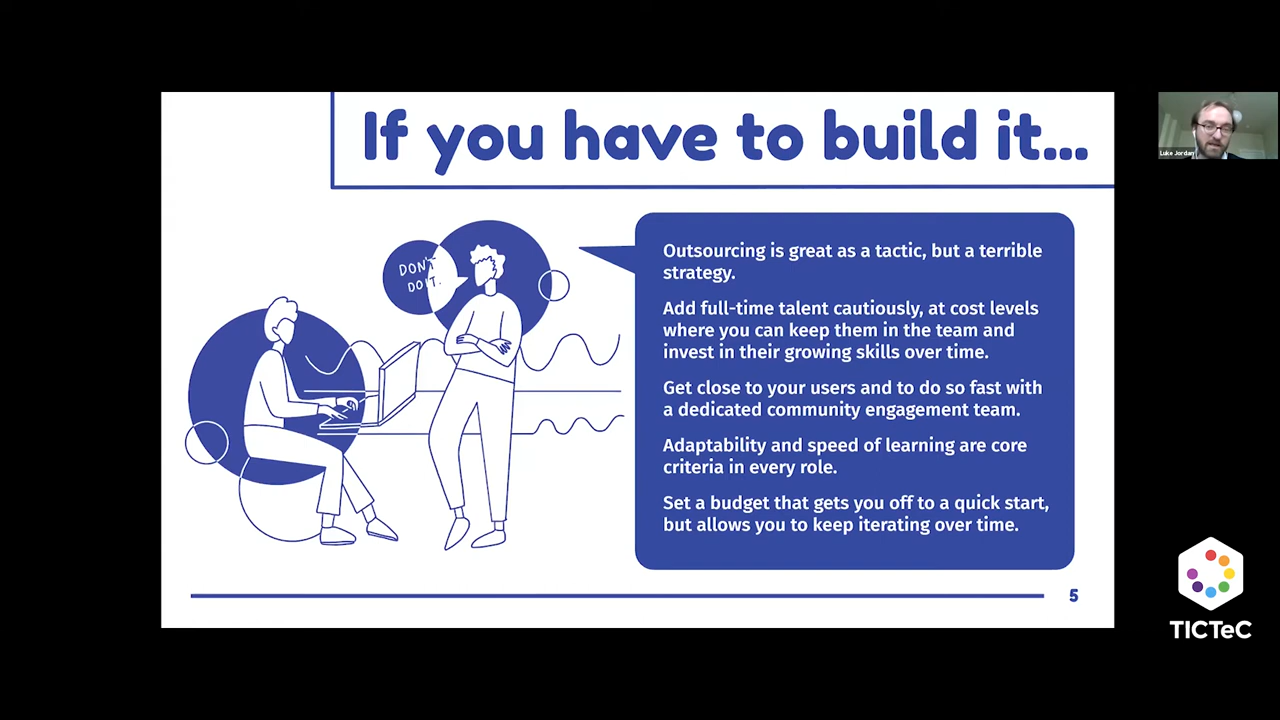 If you have to build it...
Luke Jordan
DON'T
DO IT.
Outsourcing is great as a tactic, but a terrible
strategy.
Add full-time talent cautiously, at cost levels
where you can keep them in the team and
invest in their growing skills over time.
Get close to your users and to do so fast with
a dedicated community engagement team.
Adaptability and speed of learning are core
criteria in every role.
Set a budget that gets you off to a quick start,
but allows you to keep iterating over time.
5
TICTeC